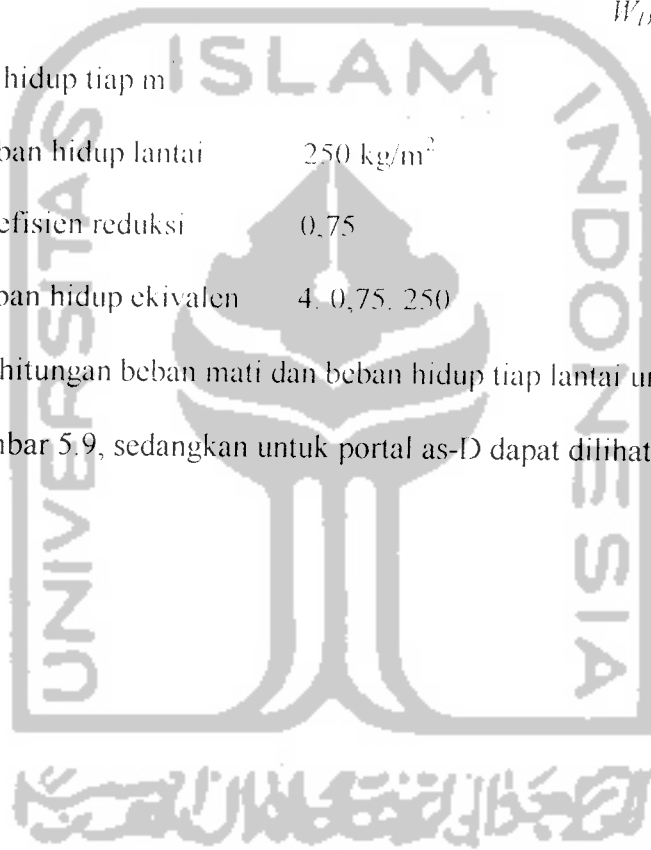 W_D
ISLAM
hidup tiap m
ban hidup lantai 250 kg/m²
efisien reduksi 0,75
ban hidup ekivalen 4. 0,75. 250
hitungan beban mati dan beban hidup tiap lantai
nbar 5.9, sedangkan untuk portal as-D dapat dilihat
UNIVERSITAS
INDONESIA